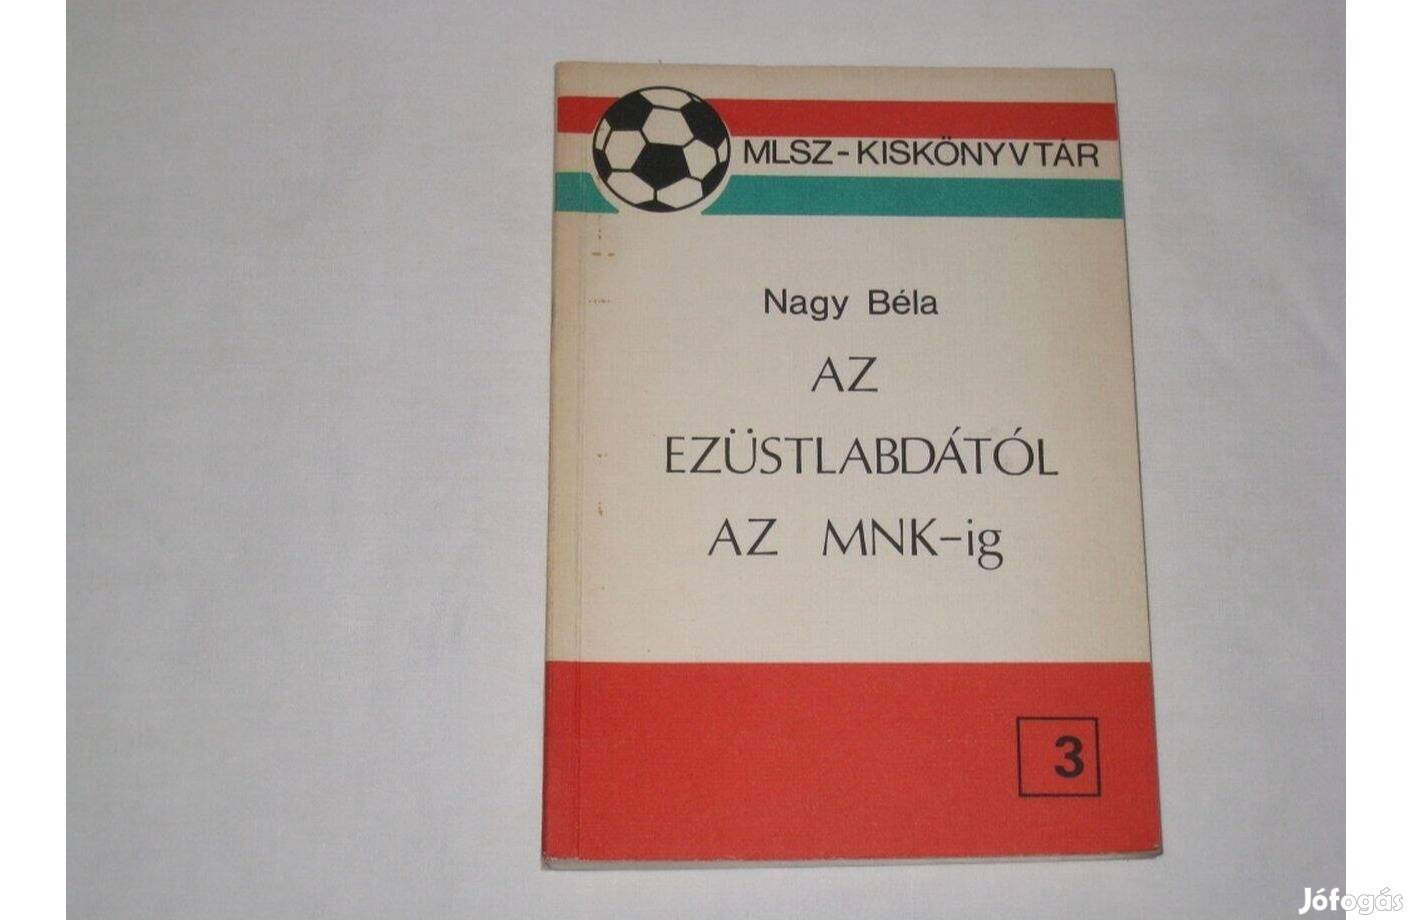 MLSZ-KISKÖNYVTÁR
Nagy Béla
AZ
EZÜSTLABDÁTÓL
AZ MNK-ig
3
Jófogás